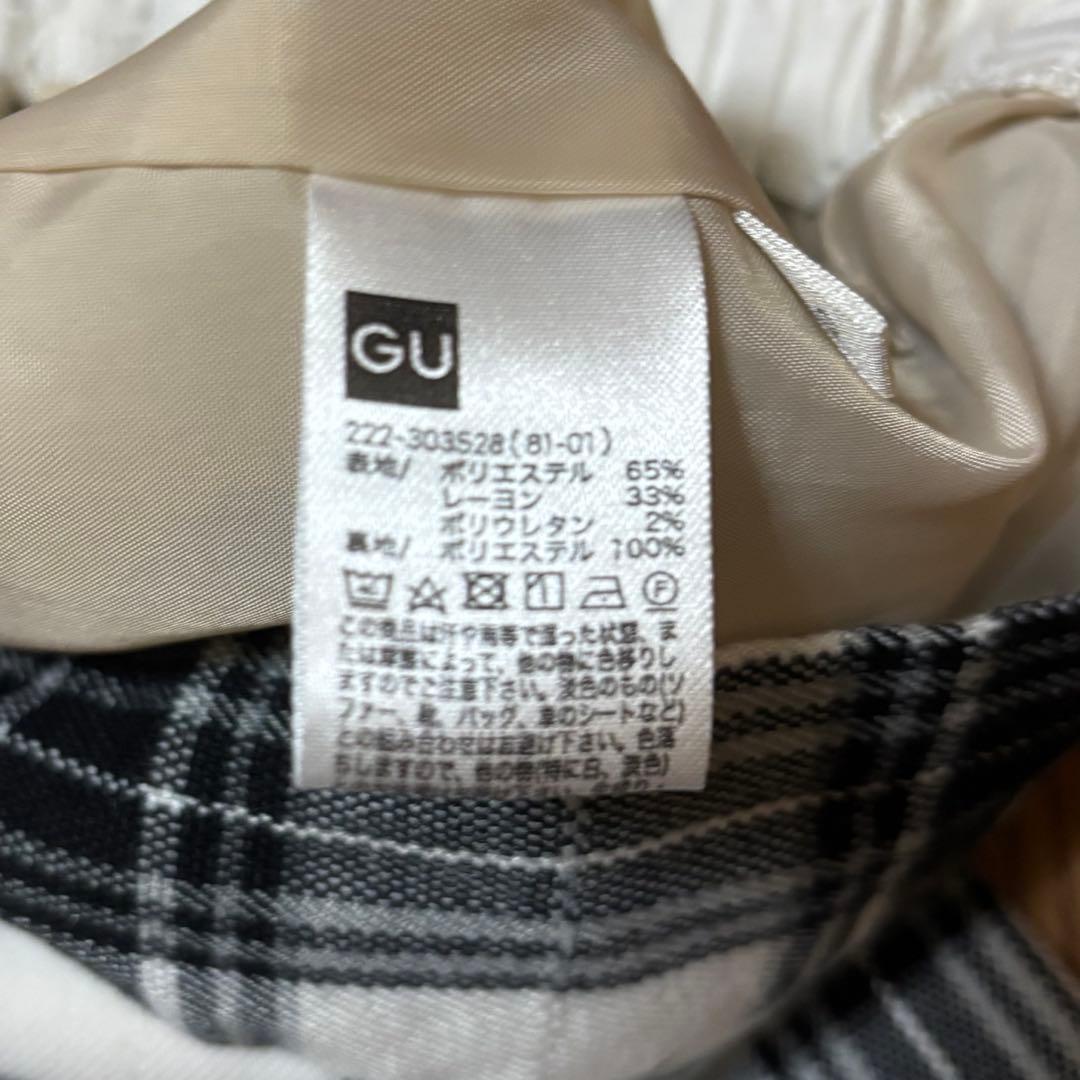 GU
222-303528(81-01)
表地/ ポリエステル 65%
レーヨン 33%
ポリウレタン 2%
裏地/ ポリエステル 100%
F
この商品は汗や雨等で湿った状態、ま
たは摩擦によって、他の物に色移りし
ますのでご注意下さい。淡色のもの(ソ
ファー、靴、バッグ、車のシートなど)
との組み合わせはお避け下さい。色落
ちしますので、他の物(特に白、淡色)